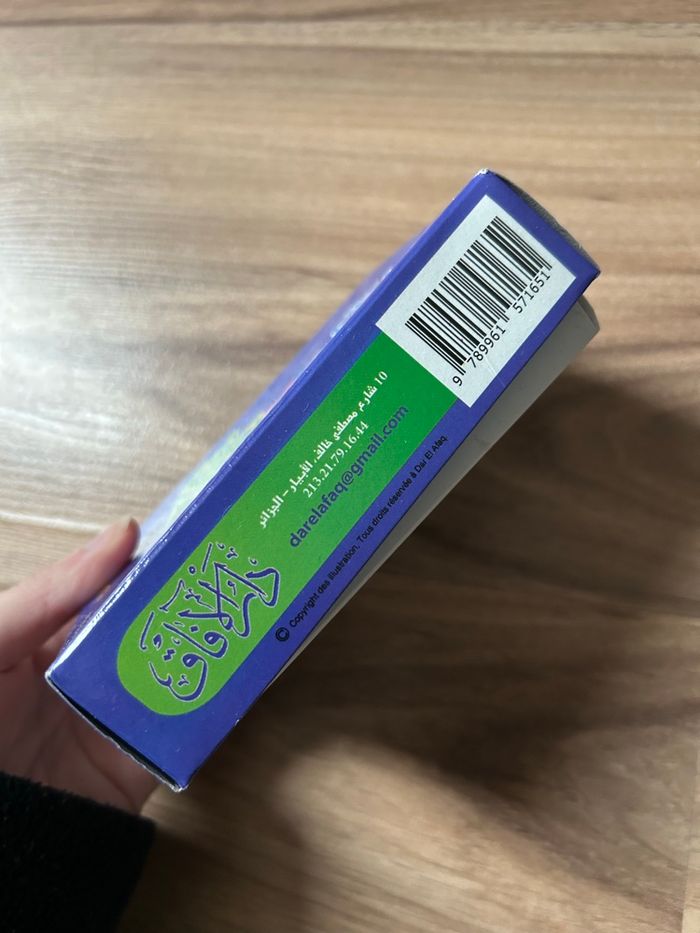 دار الآفاق
10 شارع مصطفى خالف، الأبيار - الجزائر
213.21.79.16.44
darelafaq@gmail.com
© Copyright des illustration. Tous droits réservée à Dar El Afaq
9 789961 571651